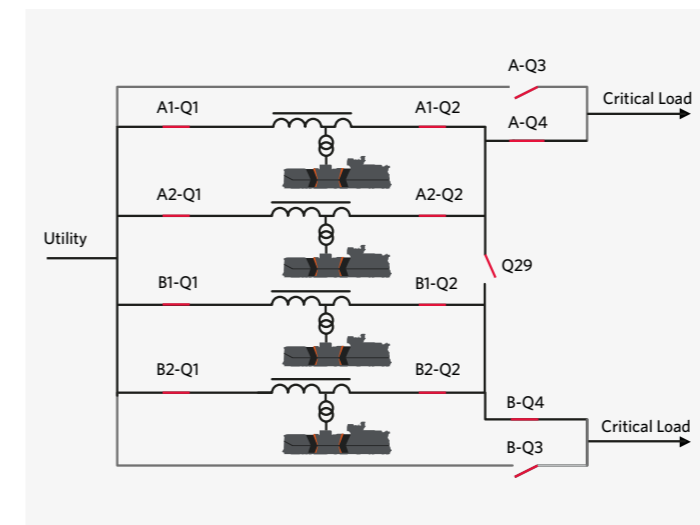 A-Q3
A1-Q1
A1-Q2
Critical Load
A-Q4
A2-Q1
A2-Q2
Utility
Q29
B1-Q1
B1-Q2
B2-Q1
B2-Q2
B-Q4
Critical Load
B-Q3